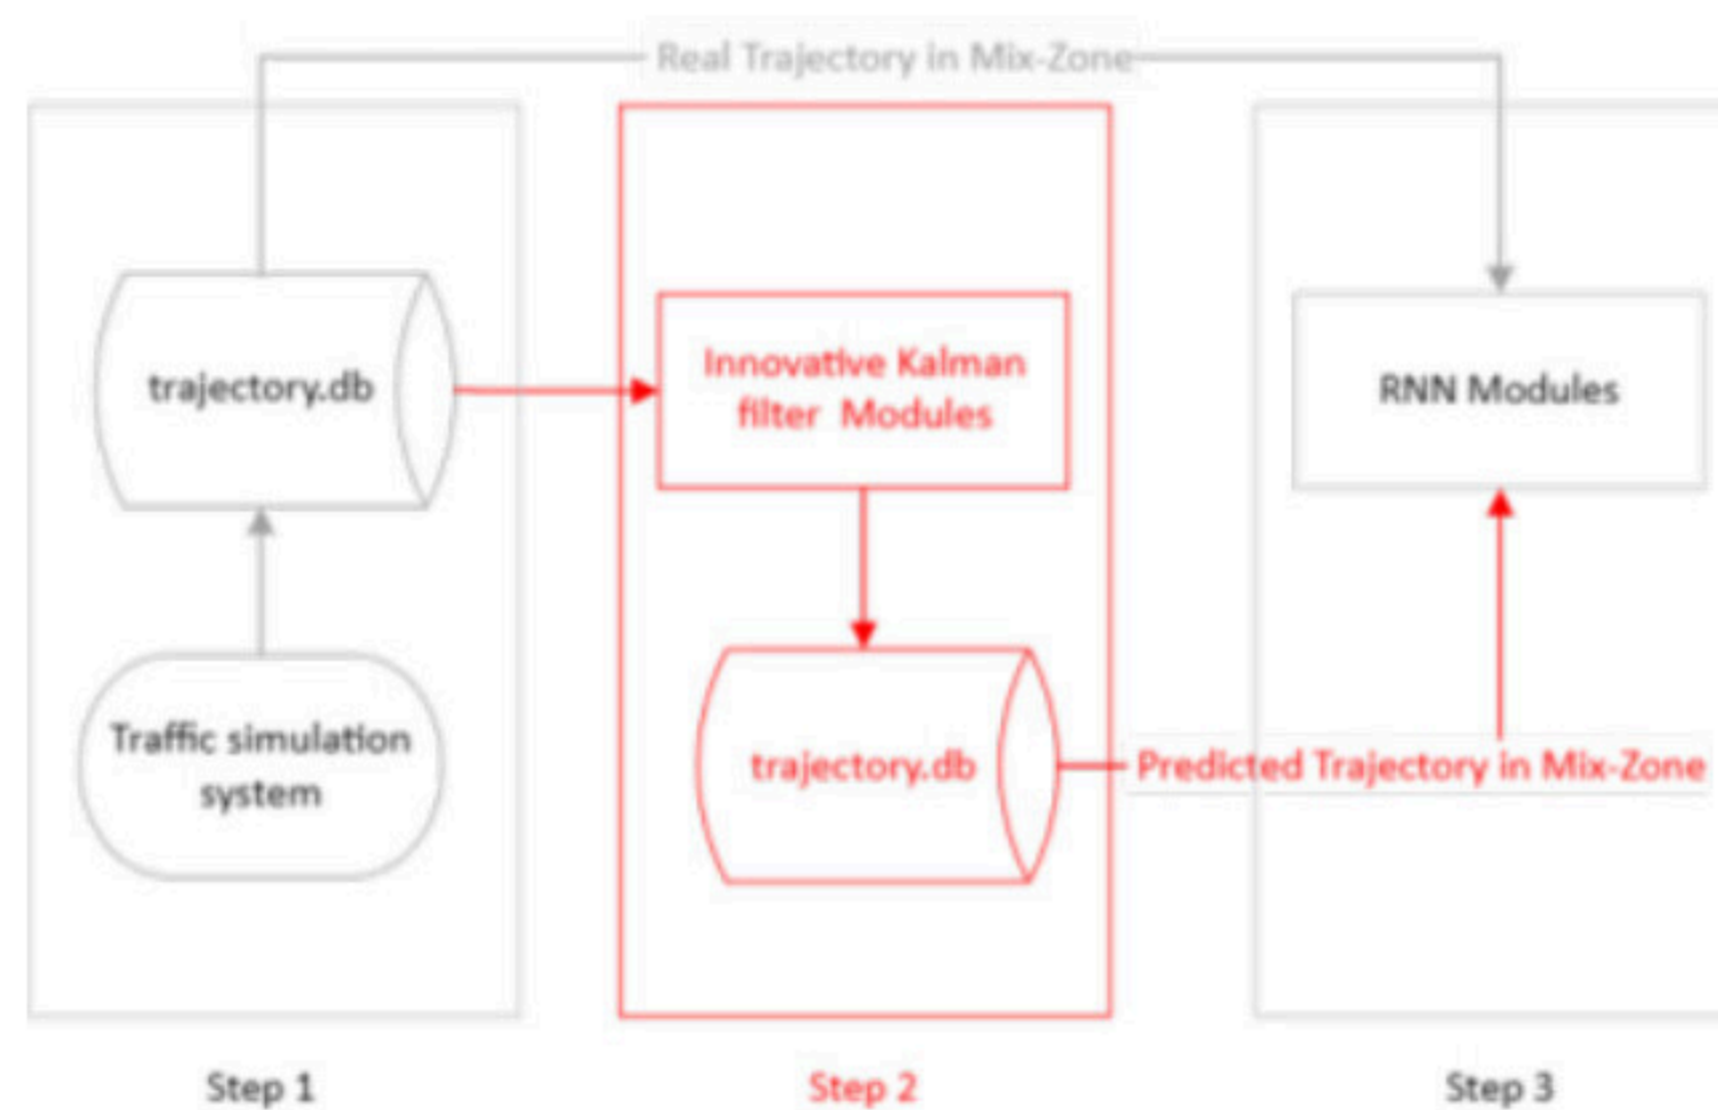 Real Trajectory in Mix-Zone
trajectory.db
Innovative Kalman
filter Modules
RNN Modules
Traffic simulation
system
trajectory.db
Predicted Trajectory in Mix-Zone
Step 1
Step 2
Step 3